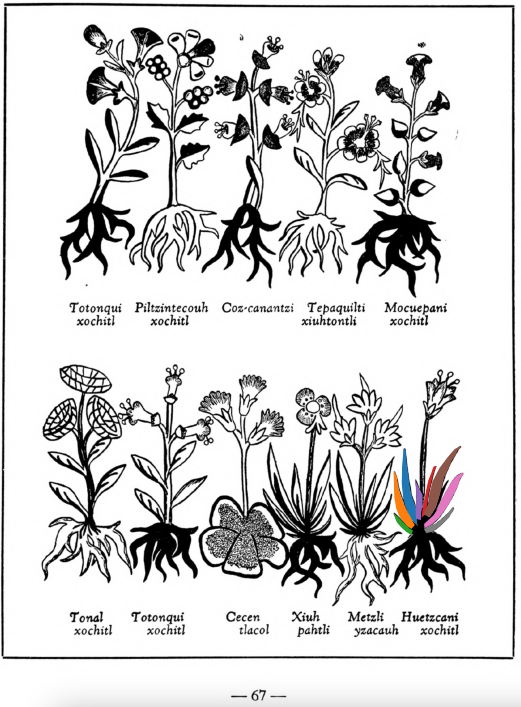 Totonqui Piltzintecouh Coz-canantzi Tepaquilti Mocuepani
xochitl xochitl xiuhtontli xochitl
Tonal Totonqui Cecen Xiuh Metzli Huetzcani
xochitl xochitl tlacol pahtli yzacauh xochitl
— 67 —